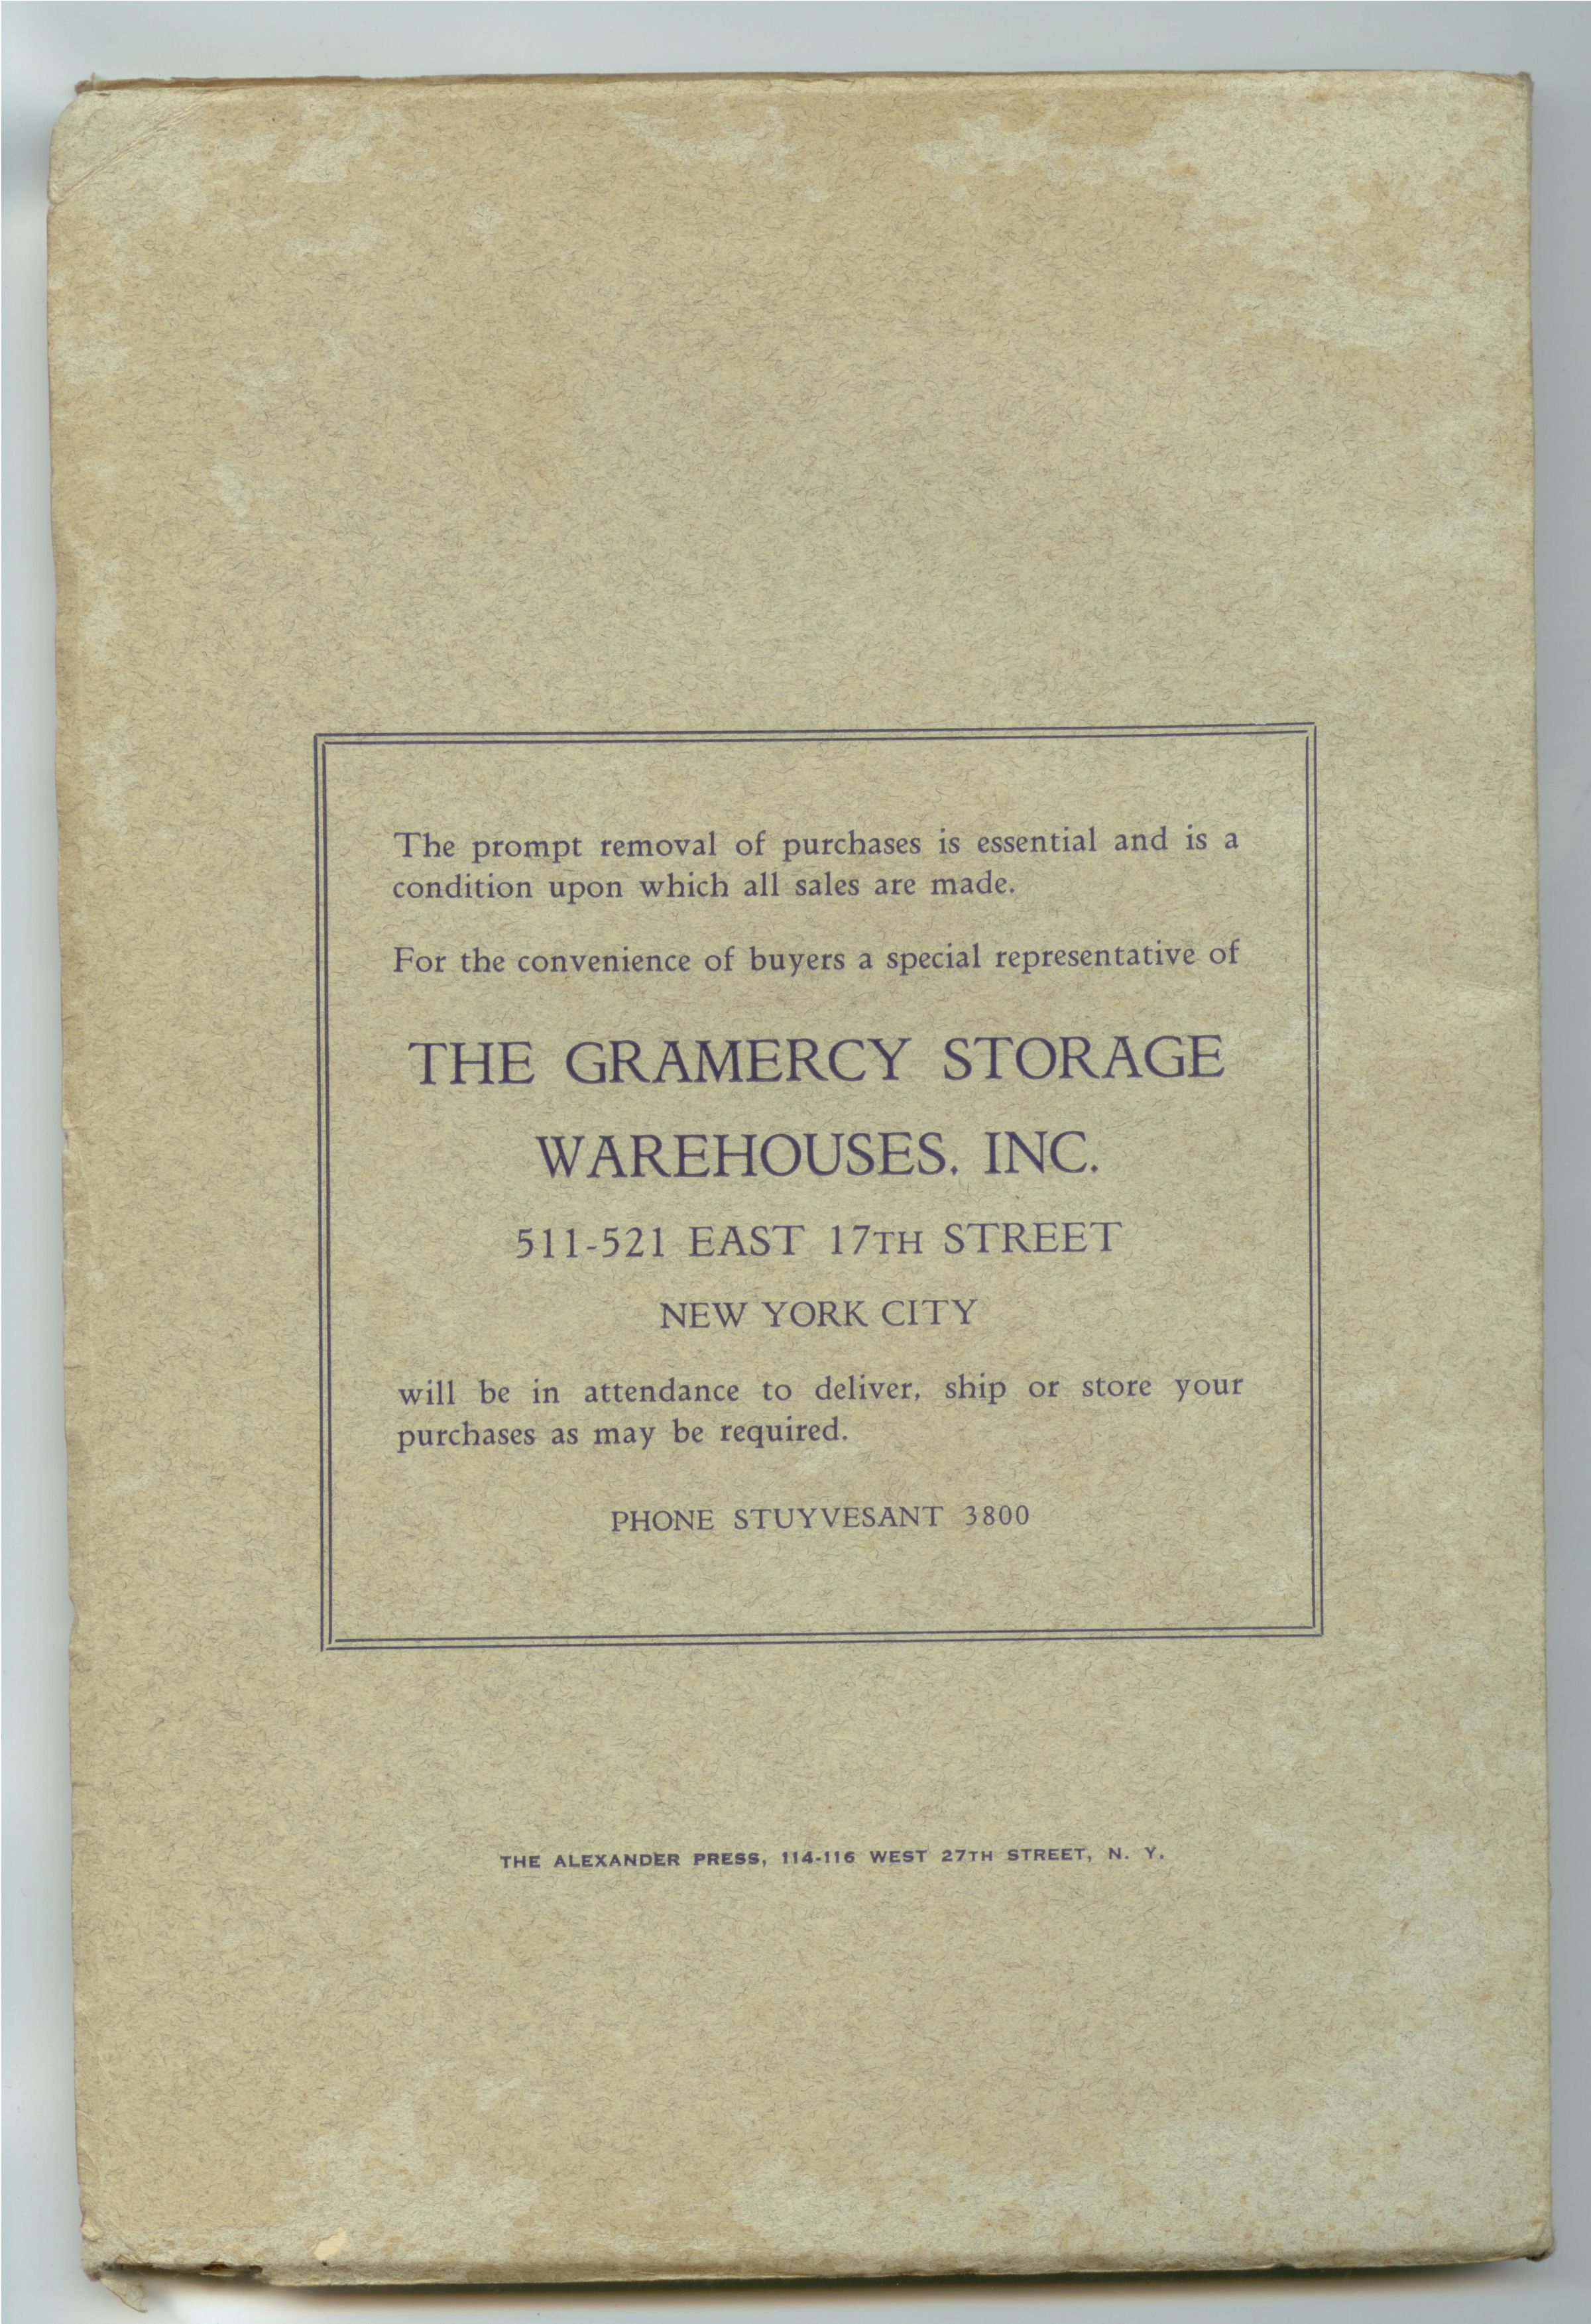 The prompt removal of purchases is essential and is a
condition upon which all sales are made.
For the convenience of buyers a special representative of
THE GRAMERCY STORAGE
WAREHOUSES, INC.
511-521 EAST 17TH STREET
NEW YORK CITY
will be in attendance to deliver, ship or store your
purchases as may be required.
PHONE STUYVESANT 3800
THE ALEXANDER PRESS, 114-116 WEST 27TH STREET, N. Y.